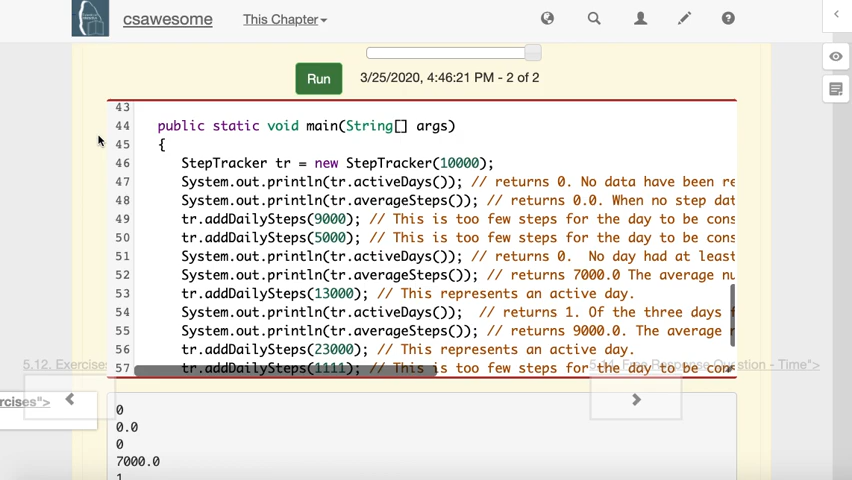 csawesome
This Chapter
Run
3/25/2020, 4:46:21 PM - 2 of 2
43
44 public static void main(String[] args)
45 {
46 StepTracker tr = new StepTracker(10000);
47 System.out.println(tr.activeDays()); // returns 0. No data have been re
48 System.out.println(tr.averageSteps()); // returns 0.0. When no step dat
49 tr.addDailySteps(9000); // This is too few steps for the day to be cons
50 tr.addDailySteps(5000); // This is too few steps for the day to be cons
51 System.out.println(tr.activeDays()); // returns 0.  No day had at least
52 System.out.println(tr.averageSteps()); // returns 7000.0 The average nu
53 tr.addDailySteps(13000); // This represents an active day.
54 System.out.println(tr.activeDays());  // returns 1. Of the three days
55 System.out.println(tr.averageSteps()); // returns 9000.0. The average
56 tr.addDailySteps(23000); // This represents an active day.
57 tr.addDailySteps(1111); // This is too few steps for the day to be con
5.12. Exercises
Question - Time">
ercises">
0
0.0
0
7000.0
1